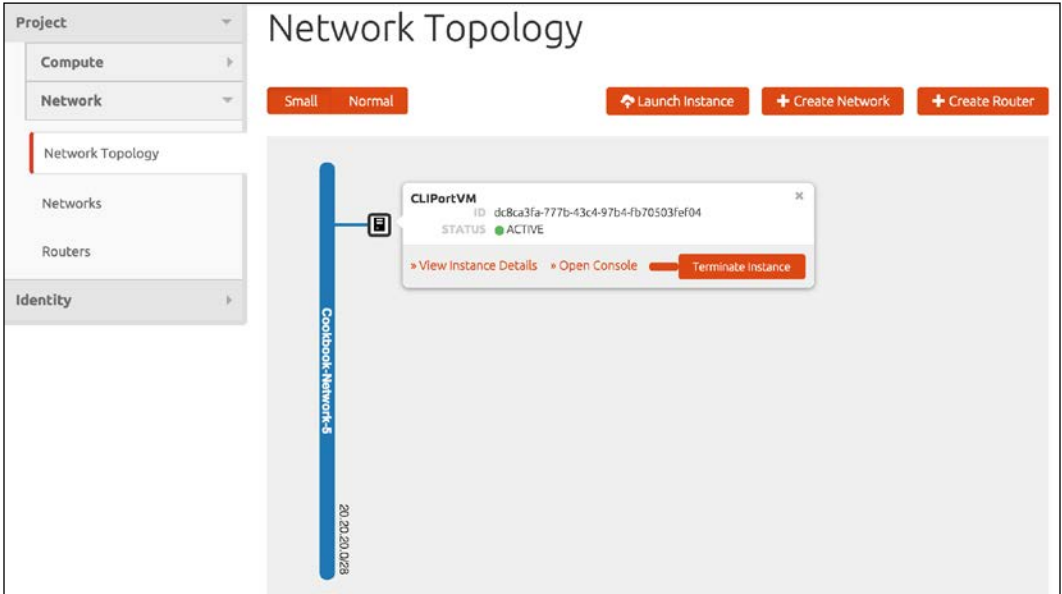 Project
Compute
Network
Network Topology
Networks
Routers
Identity
Network Topology
Small Normal
Launch Instance
+ Create Network
+ Create Router
CLIPortVM
ID dc8ca3fa-777b-43c4-97b4-fb70503fef04
STATUS ACTIVE
» View Instance Details » Open Console Terminate Instance
Cookbook-Network-5
20.20.20.0/28